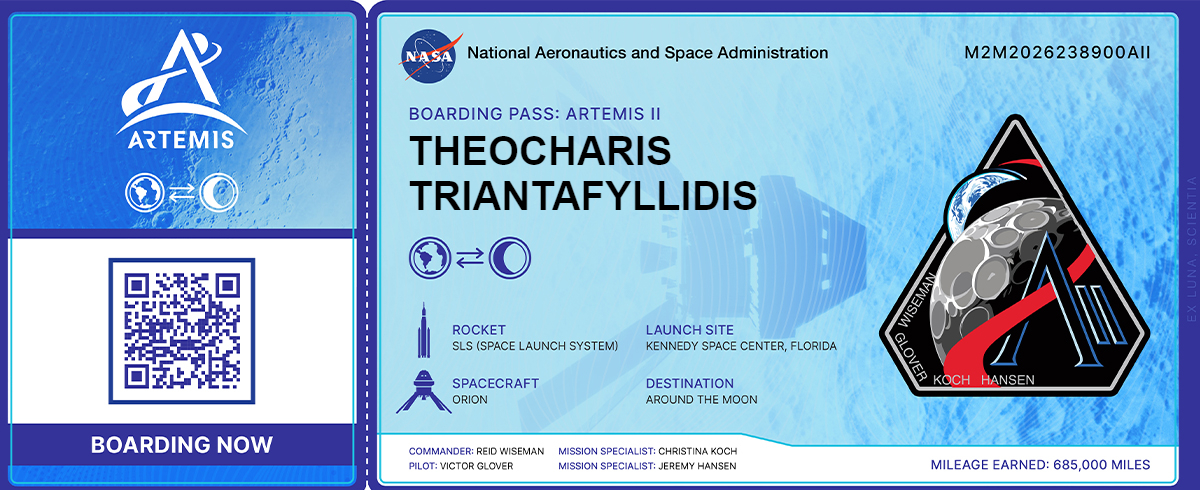 ARTEMIS
BOARDING NOW
NASA
National Aeronautics and Space Administration
M2M2026238900AII
BOARDING PASS: ARTEMIS II
THEOCHARIS
TRIANTAFYLLIDIS
ROCKET
SLS (SPACE LAUNCH SYSTEM)
LAUNCH SITE
KENNEDY SPACE CENTER, FLORIDA
SPACECRAFT
ORION
DESTINATION
AROUND THE MOON
WISEMAN
GLOVER
KOCH HANSEN
AII
EX LUNA, SCIENTIA
COMMANDER: REID WISEMAN
MISSION SPECIALIST: CHRISTINA KOCH
PILOT: VICTOR GLOVER
MISSION SPECIALIST: JEREMY HANSEN
MILEAGE EARNED: 685,000 MILES